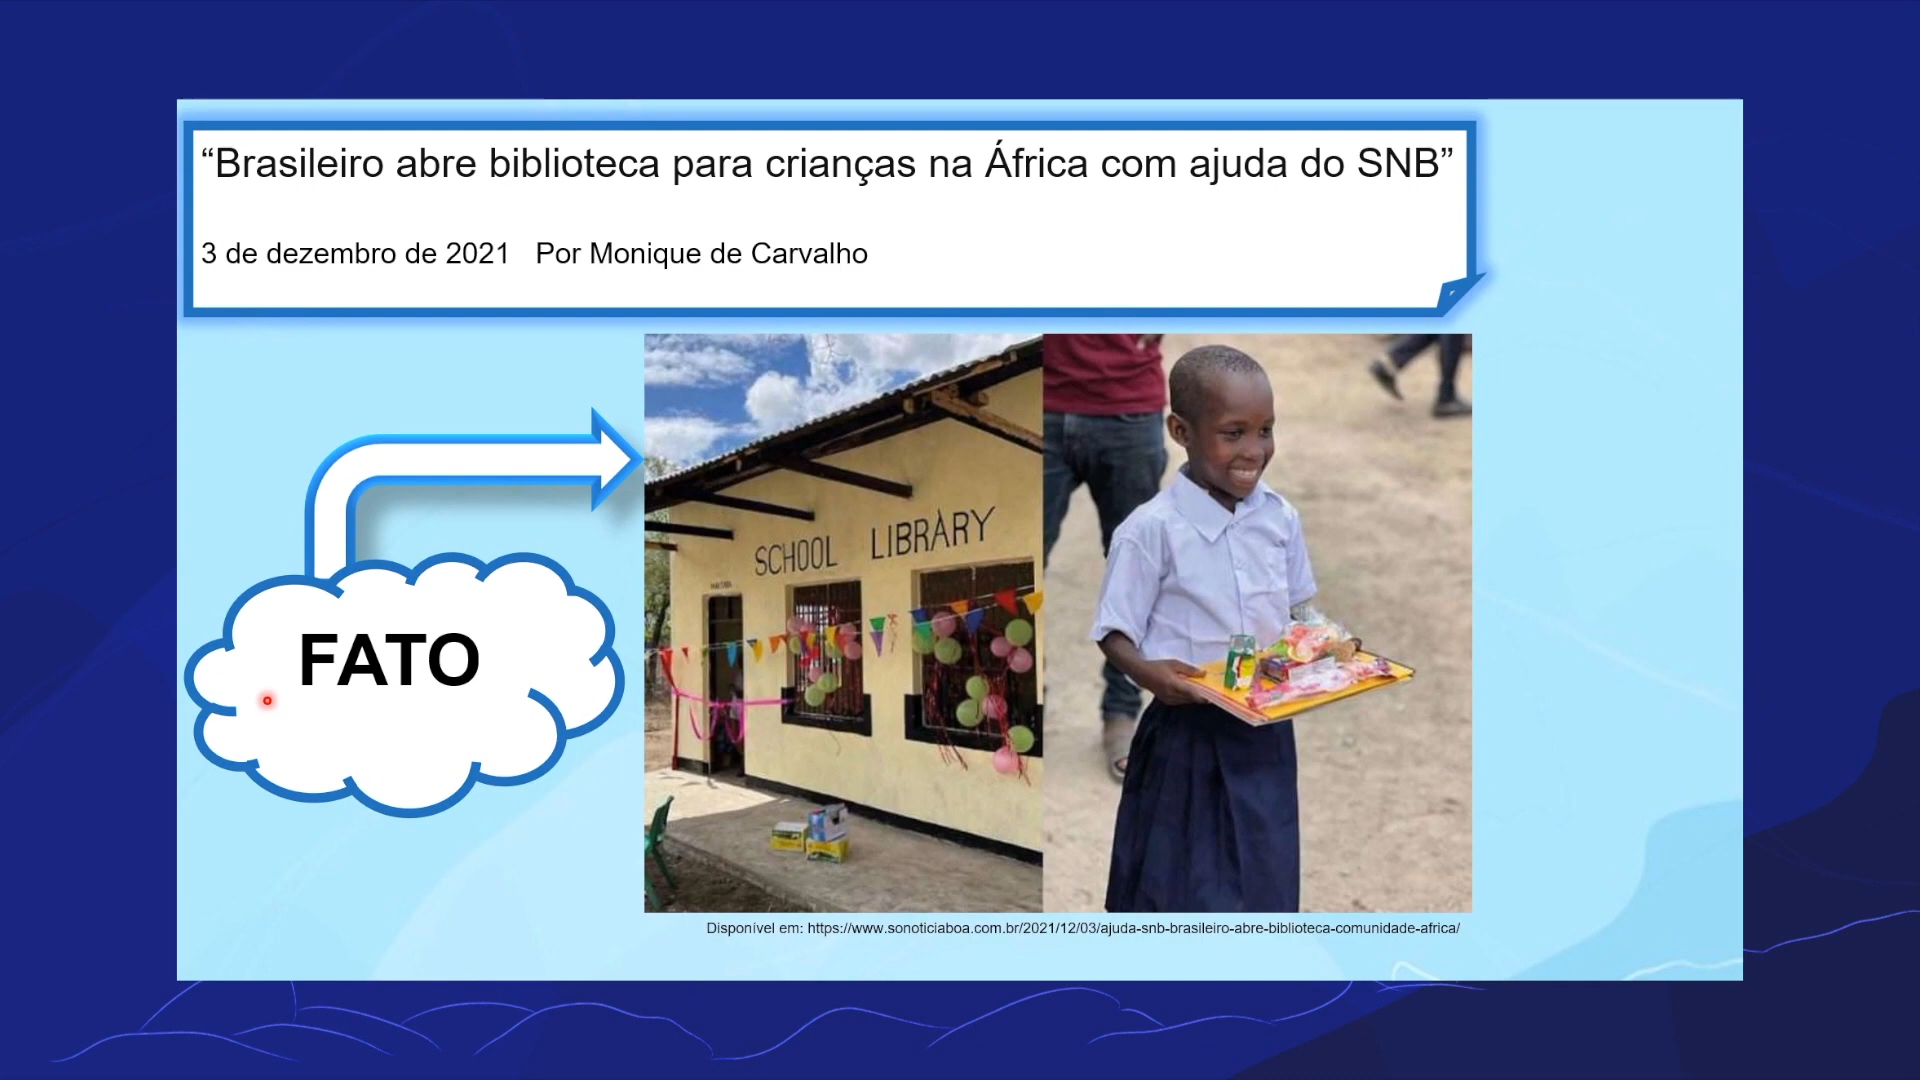 “Brasileiro abre biblioteca para crianças na África com ajuda do SNB”
3 de dezembro de 2021 Por Monique de Carvalho
SCHOOL LIBRARY
FATO
Disponível em: https://www.sonoticiaboa.com.br/2021/12/03/ajuda-snb-brasileiro-abre-biblioteca-comunidade-africa/